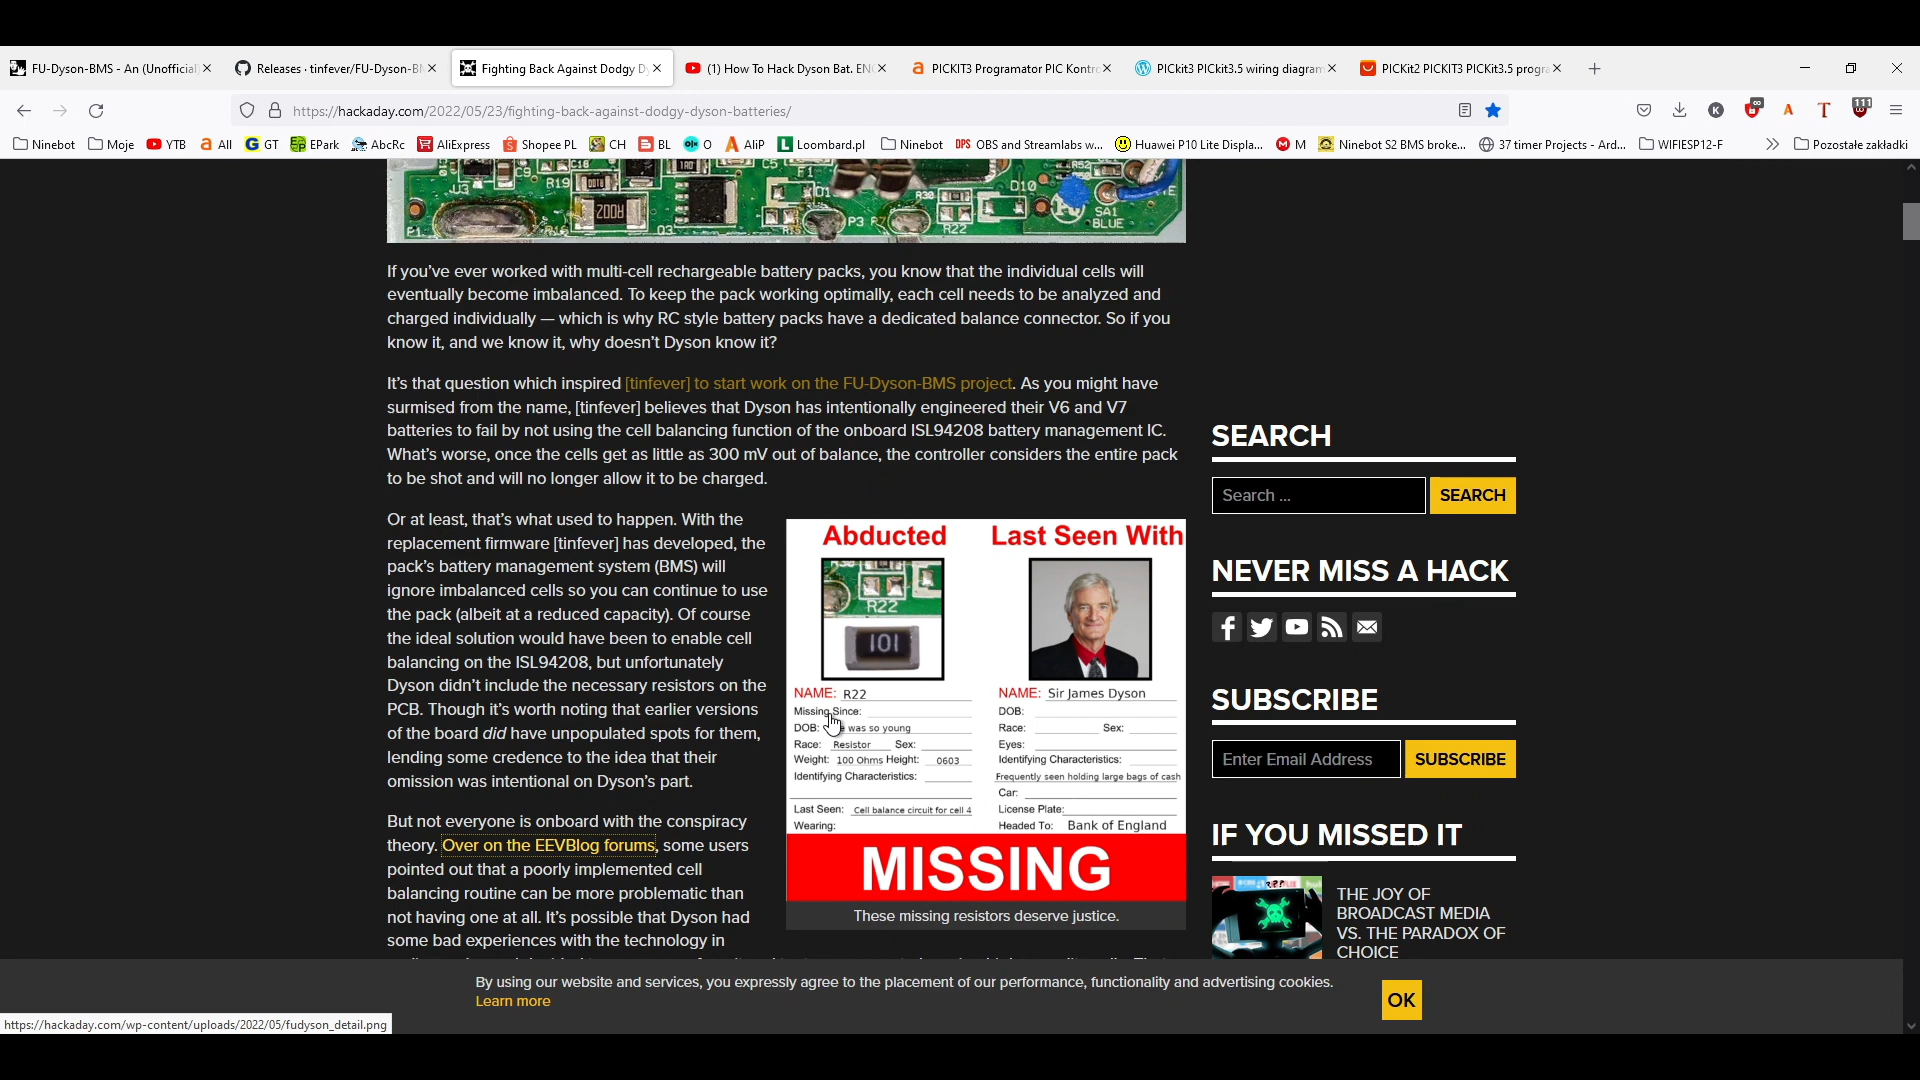 FU-Dyson-BMS - An (Unofficial)
Releases · tinfever/FU-Dyson-B
Fighting Back Against Dodgy D
(1) How To Hack Dyson Bat. EN
PICKIT3 Programator PIC Kontr
PICkit3 PICkit3.5 wiring diagram
PICKit2 PICKIT3 PICKit3.5 progr
https://hackaday.com/2022/05/23/fighting-back-against-dodgy-dyson-batteries/
111
Ninebot
Moje
YTB
All
GT
EPark
AbcRc
AliExpress
Shopee PL
CH
BL
O
AliP
Loombard.pl
Ninebot
OBS and Streamlabs w...
Huawei P10 Lite Displa...
M
Ninebot S2 BMS broke...
37 timer Projects - Ard...
WIFIESP12-F
Pozostałe zakładki
U3
C9
R19
R002
Q3
C5
F1
D1
P3
R30
R22
D10
R52
SA1
BLUE
P1
If you've ever worked with multi-cell rechargeable battery packs, you know that the individual cells will
eventually become imbalanced. To keep the pack working optimally, each cell needs to be analyzed and
charged individually — which is why RC style battery packs have a dedicated balance connector. So if you
know it, and we know it, why doesn't Dyson know it?
It's that question which inspired [tinfever] to start work on the FU-Dyson-BMS project. As you might have
surmised from the name, [tinfever] believes that Dyson has intentionally engineered their V6 and V7
batteries to fail by not using the cell balancing function of the onboard ISL94208 battery management IC.
What's worse, once the cells get as little as 300 mV out of balance, the controller considers the entire pack
to be shot and will no longer allow it to be charged.
Or at least, that's what used to happen. With the
replacement firmware [tinfever] has developed, the
pack's battery management system (BMS) will
ignore imbalanced cells so you can continue to use
the pack (albeit at a reduced capacity). Of course
the ideal solution would have been to enable cell
balancing on the ISL94208, but unfortunately
Dyson didn't include the necessary resistors on the
PCB. Though it's worth noting that earlier versions
of the board did have unpopulated spots for them,
lending some credence to the idea that their
omission was intentional on Dyson's part.
But not everyone is onboard with the conspiracy
theory. Over on the EEVBlog forums, some users
pointed out that a poorly implemented cell
balancing routine can be more problematic than
not having one at all. It's possible that Dyson had
some bad experiences with the technology in
Abducted
R22
101
NAME: R22
Missing Since:
DOB: was so young
Race: Resistor Sex:
Weight: 100 Ohms Height: 0603
Identifying Characteristics:
Last Seen: Cell balance circuit for cell 4
Wearing:
Last Seen With
NAME: Sir James Dyson
DOB:
Race: Sex:
Eyes:
Identifying Characteristics:
Frequently seen holding large bags of cash
Car:
License Plate:
Headed To: Bank of England
MISSING
These missing resistors deserve justice.
SEARCH
Search ...
SEARCH
NEVER MISS A HACK
SUBSCRIBE
Enter Email Address
SUBSCRIBE
IF YOU MISSED IT
THE JOY OF
BROADCAST MEDIA
VS. THE PARADOX OF
CHOICE
By using our website and services, you expressly agree to the placement of our performance, functionality and advertising cookies.
Learn more
OK
https://hackaday.com/wp-content/uploads/2022/05/fudyson_detail.png